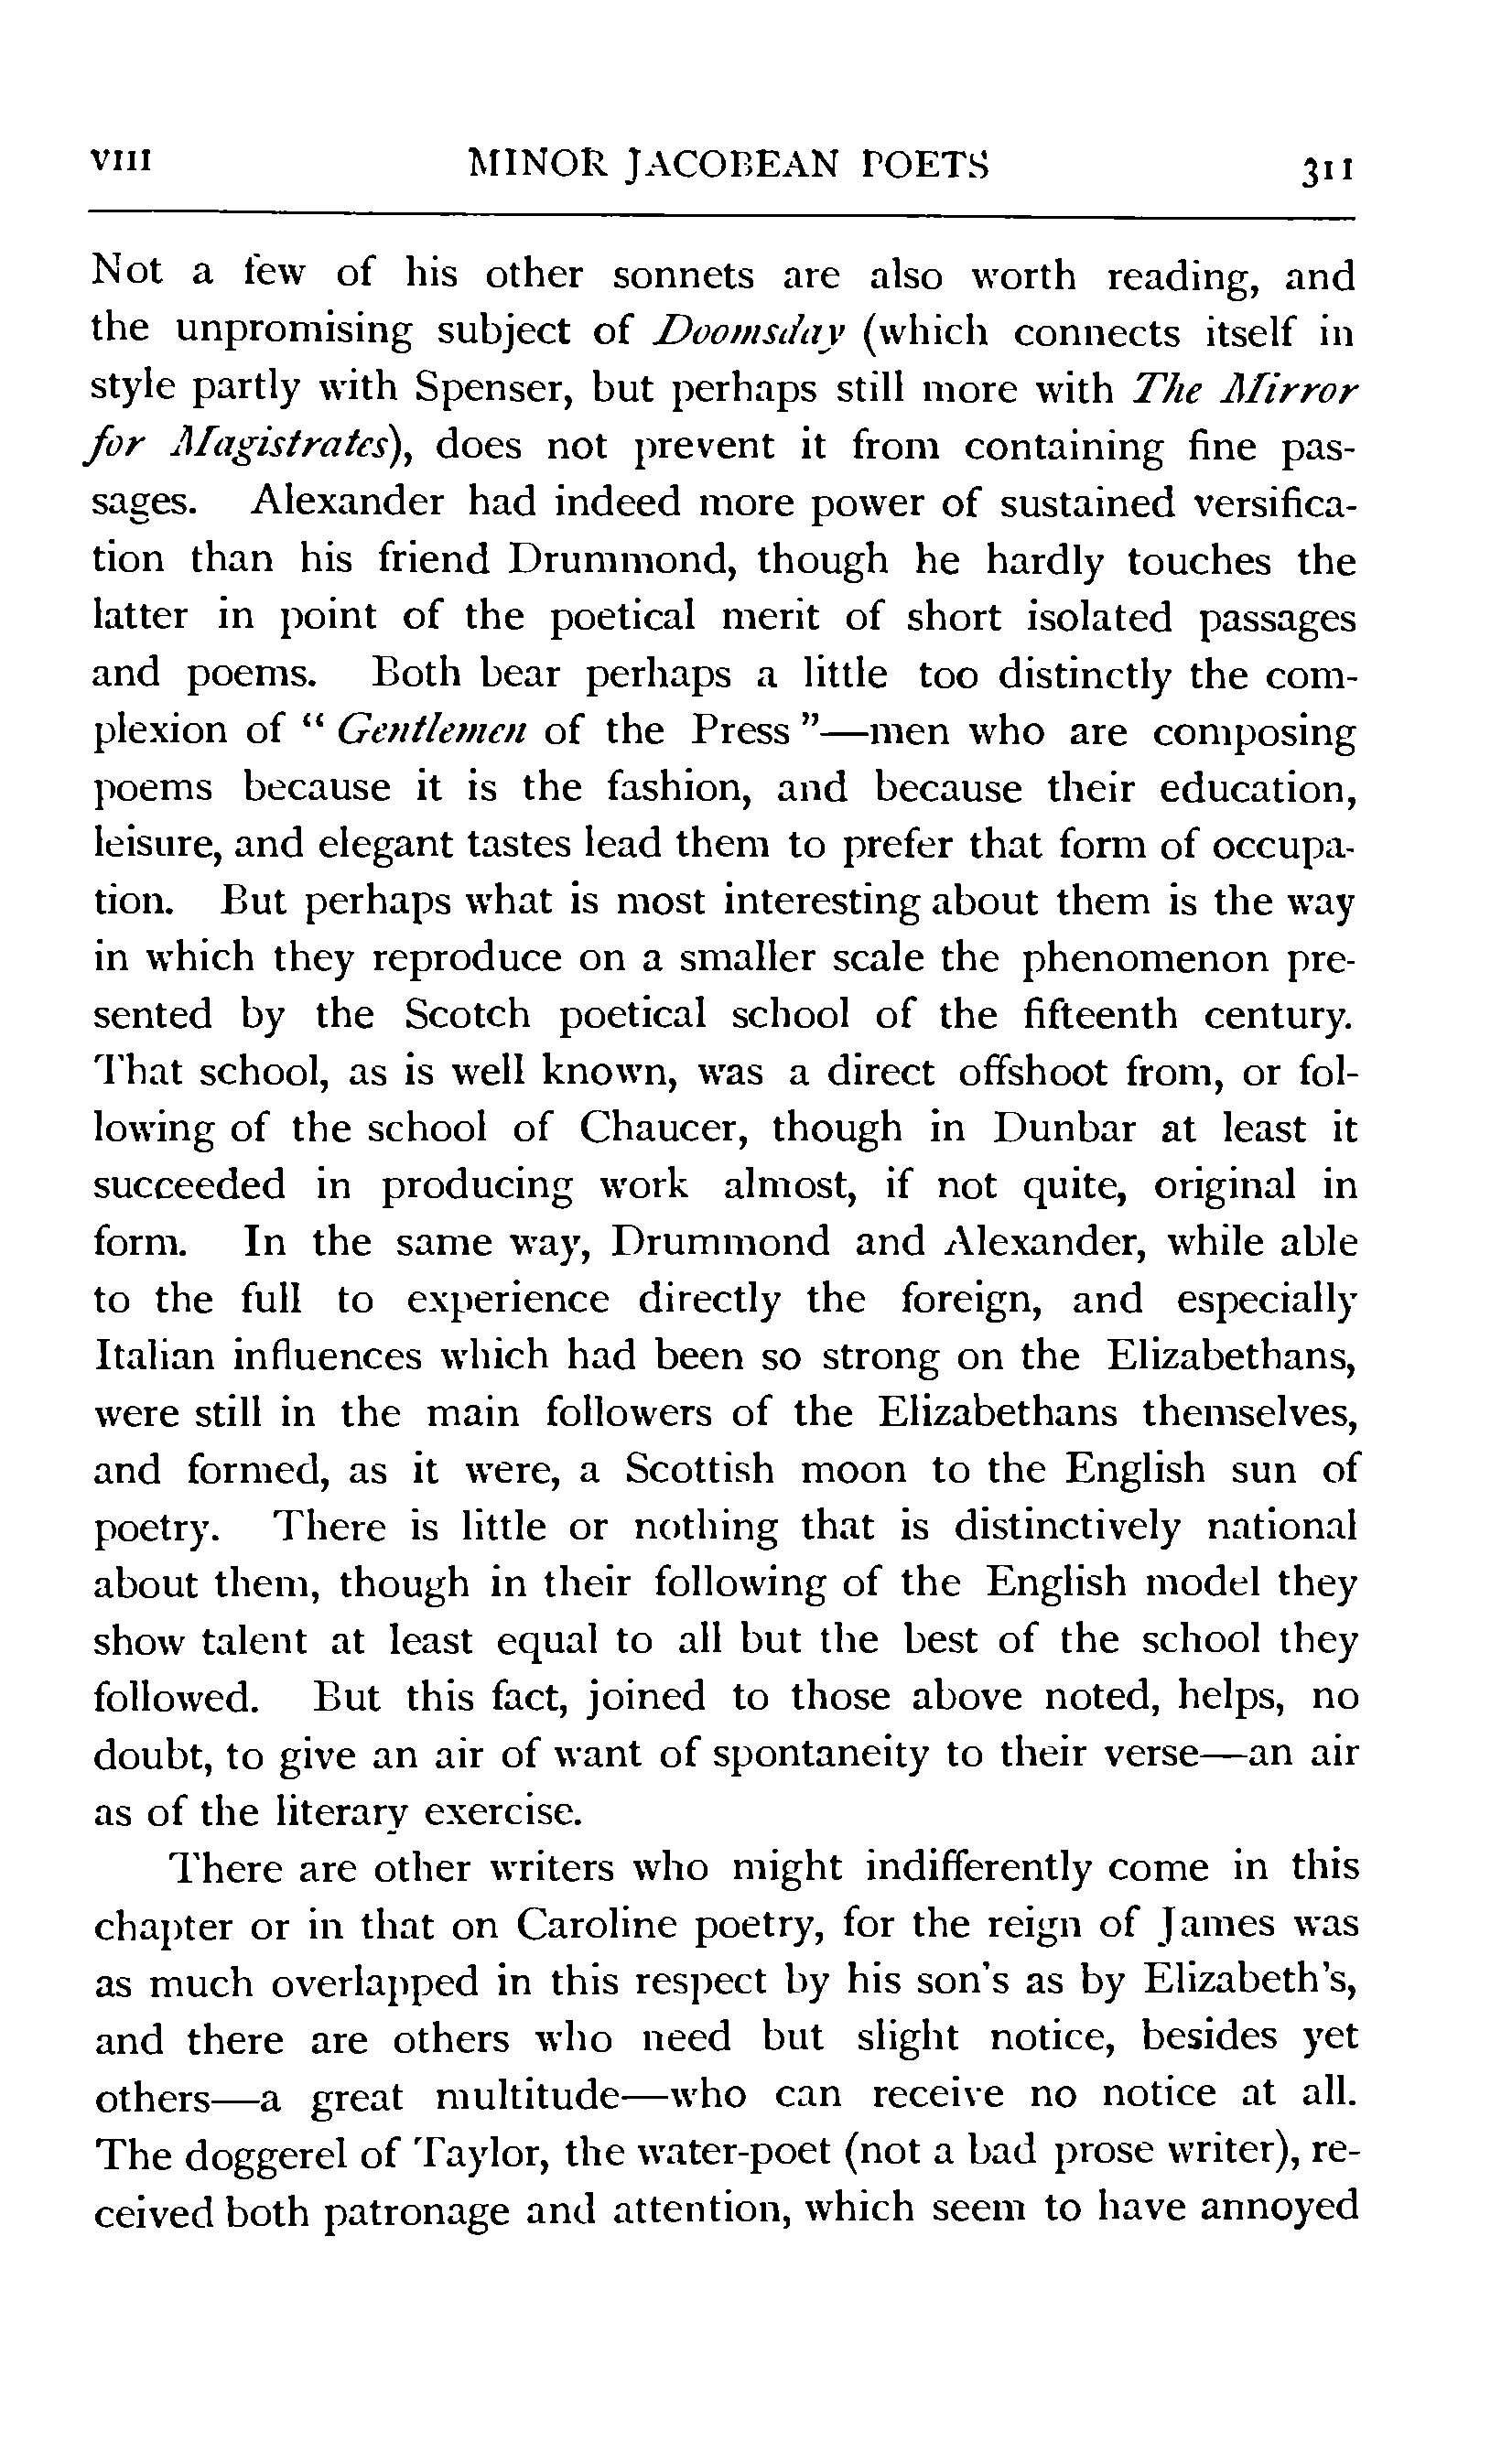 VIII MINOR JACOBEAN POETS 311
Not a few of his other sonnets are also worth reading, and
the unpromising subject of Doomsday (which connects itself in
style partly with Spenser, but perhaps still more with The Mirror
for Magistrates), does not prevent it from containing fine pas-
sages. Alexander had indeed more power of sustained versifica-
tion than his friend Drummond, though he hardly touches the
latter in point of the poetical merit of short isolated passages
and poems. Both bear perhaps a little too distinctly the com-
plexion of “ Gentlemen of the Press ”—men who are composing
poems because it is the fashion, and because their education,
leisure, and elegant tastes lead them to prefer that form of occupa-
tion. But perhaps what is most interesting about them is the way
in which they reproduce on a smaller scale the phenomenon pre-
sented by the Scotch poetical school of the fifteenth century.
That school, as is well known, was a direct offshoot from, or fol-
lowing of the school of Chaucer, though in Dunbar at least it
succeeded in producing work almost, if not quite, original in
form. In the same way, Drummond and Alexander, while able
to the full to experience directly the foreign, and especially
Italian influences which had been so strong on the Elizabethans,
were still in the main followers of the Elizabethans themselves,
and formed, as it were, a Scottish moon to the English sun of
poetry. There is little or nothing that is distinctively national
about them, though in their following of the English model they
show talent at least equal to all but the best of the school they
followed. But this fact, joined to those above noted, helps, no
doubt, to give an air of want of spontaneity to their verse—an air
as of the literary exercise.
There are other writers who might indifferently come in this
chapter or in that on Caroline poetry, for the reign of James was
as much overlapped in this respect by his son's as by Elizabeth's,
and there are others who need but slight notice, besides yet
others—a great multitude—who can receive no notice at all.
The doggerel of Taylor, the water-poet (not a bad prose writer), re-
ceived both patronage and attention, which seem to have annoyed